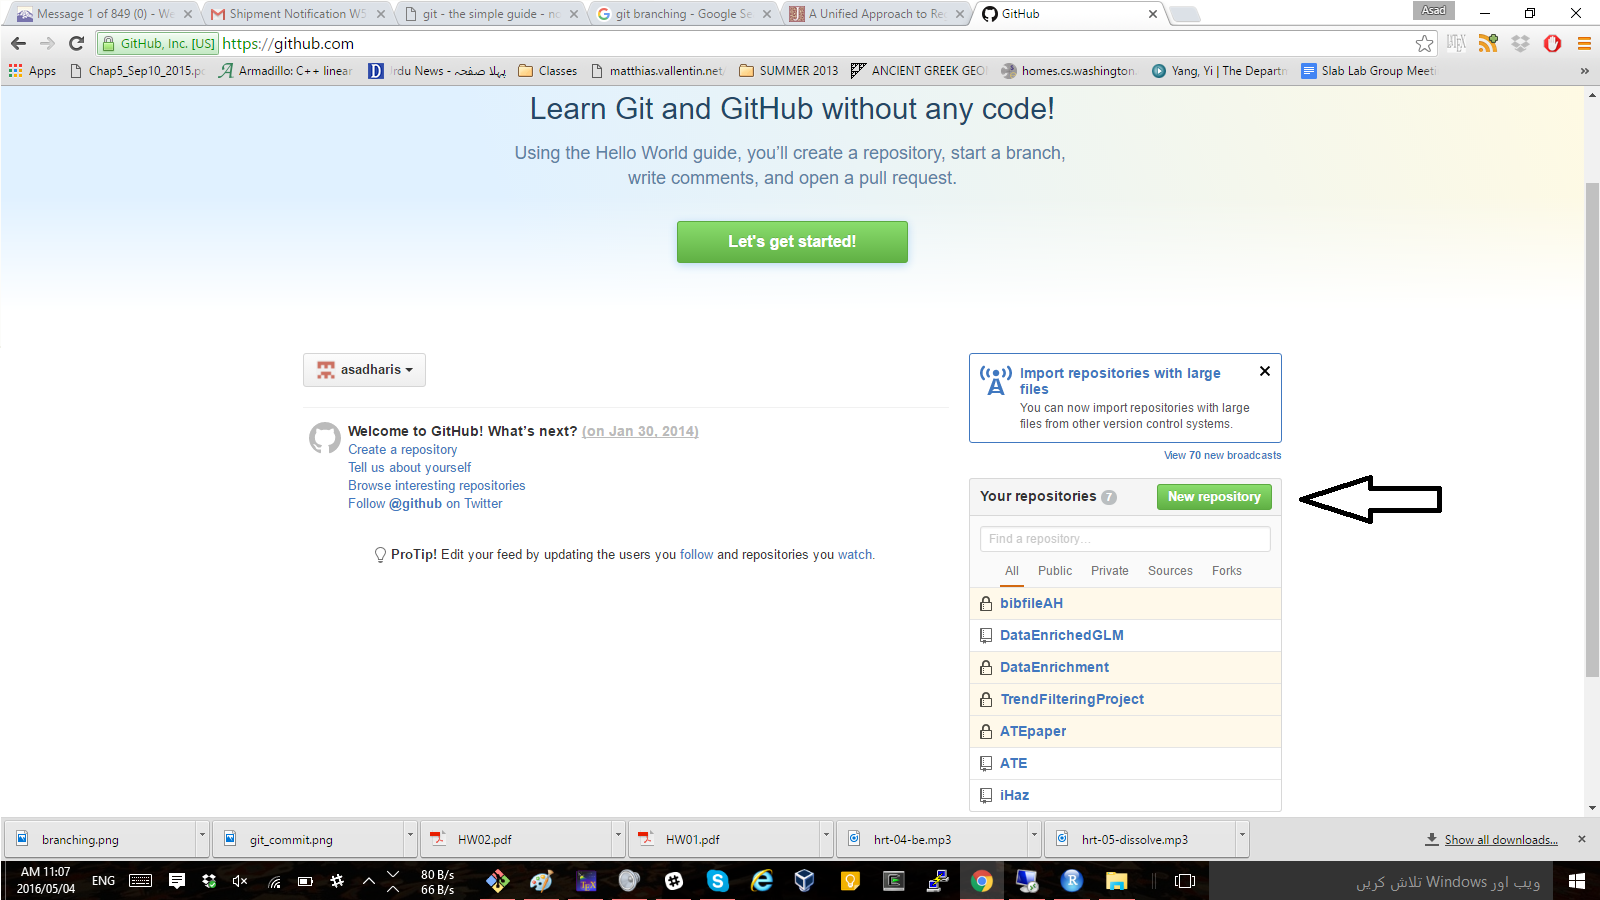 Message 1 of 849 (0) - We
Shipment Notification W5
git - the simple guide - no
git branching - Google Se
A Unified Approach to Re
GitHub
Asad
GitHub, Inc. [US]
https://github.com
Apps
Chap5_Sep10_2015.p
Armadillo: C++ linear
Urdu News - پہلا صفحہ
Classes
matthias.vallentin.net
SUMMER 2013
ANCIENT GREEK GEO
homes.cs.washington
Yang, Yi | The Departm
Slab Lab Group Meeti
»
Learn Git and GitHub without any code!
Using the Hello World guide, you’ll create a repository, start a branch,
write comments, and open a pull request.
Let's get started!
asadharis
Import repositories with large
files
You can now import repositories with large
files from other version control systems.
View 70 new broadcasts
Welcome to GitHub! What’s next? (on Jan 30, 2014)
Create a repository
Tell us about yourself
Browse interesting repositories
Follow @github on Twitter
ProTip! Edit your feed by updating the users you follow and repositories you watch.
Your repositories 7
New repository
Find a repository…
All Public Private Sources Forks
bibfileAH
DataEnrichedGLM
DataEnrichment
TrendFilteringProject
ATEpaper
ATE
iHaz
branching.png
git_commit.png
HW02.pdf
HW01.pdf
hrt-04-be.mp3
hrt-05-dissolve.mp3
Show all downloads...
AM 11:07
2016/05/04
ENG
80 B/s
66 B/s
ویب اور Windows تلاش کریں